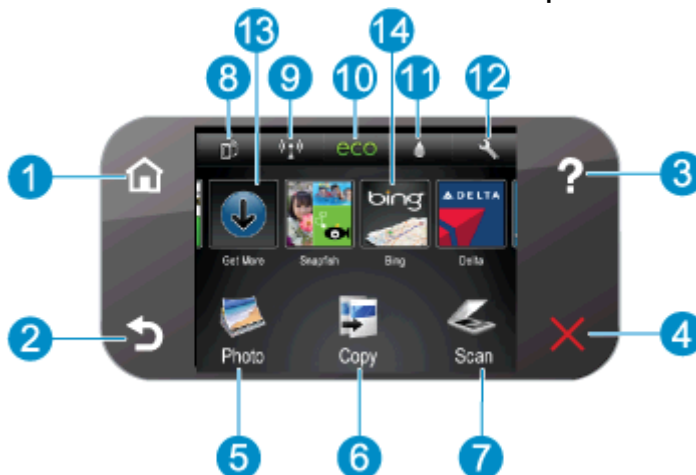 13 14
8 9 10 11 12
eco
1 ? 3
bing DELTA
Get More Snapfish Bing Delta
2 4
Photo Copy Scan
5 6 7